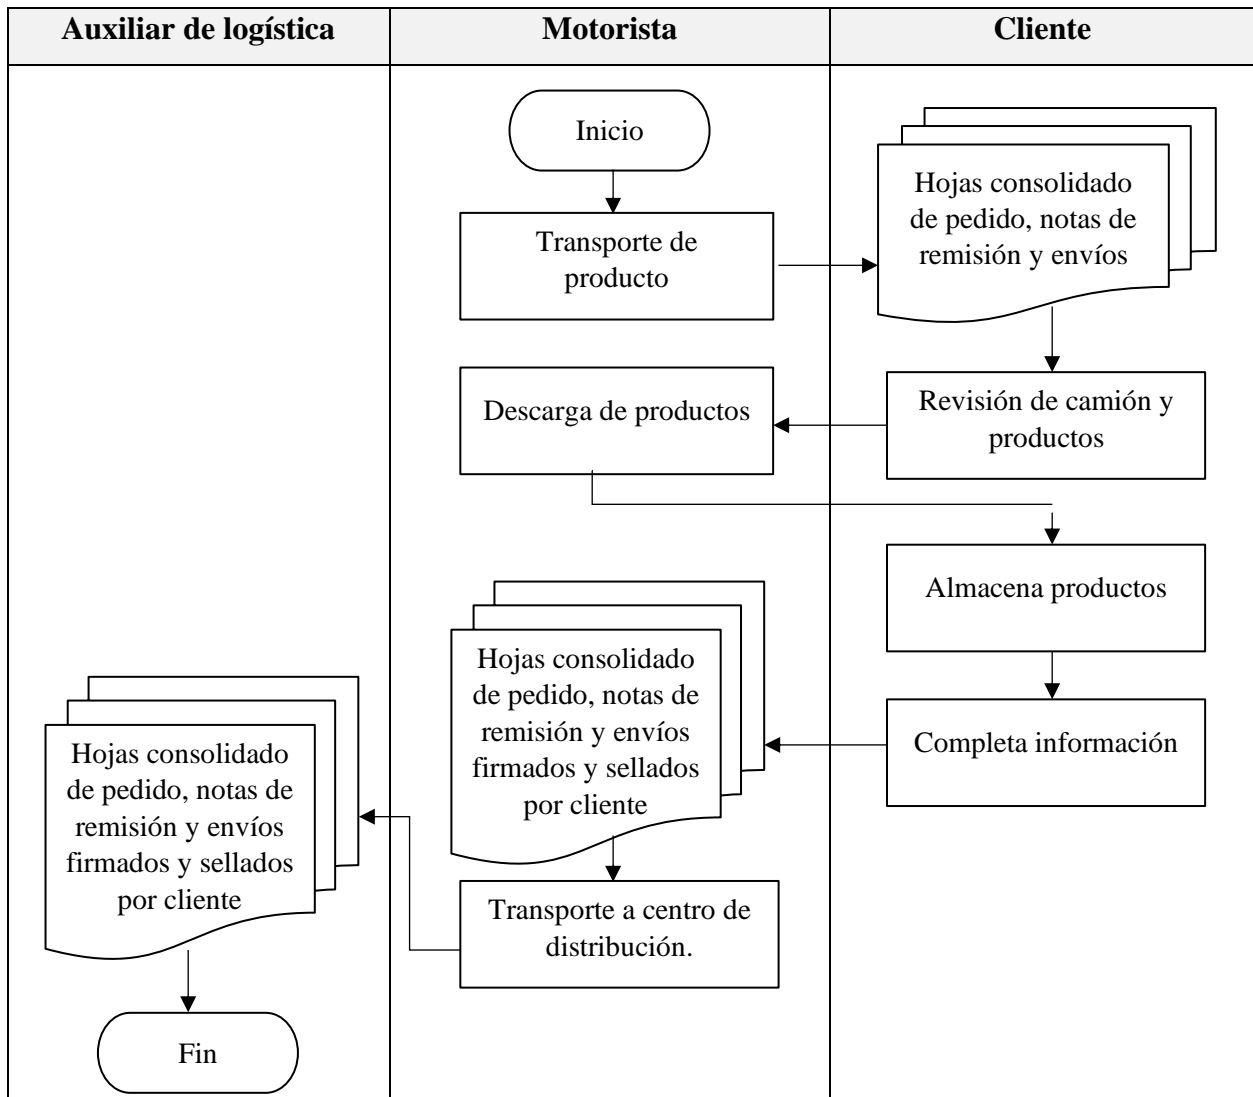 Auxiliar de logística
Motorista
Cliente
Inicio
Hojas consolidado
de pedido, notas de
remisión y envíos
Transporte de
producto
Descarga de productos
Revisión de camión y
productos
Almacena productos
Hojas consolidado
de pedido, notas de
remisión y envíos
firmados y sellados
por cliente
Completa información
Hojas consolidado
de pedido, notas de
remisión y envíos
firmados y sellados
por cliente
Transporte a centro de
distribución.
Fin